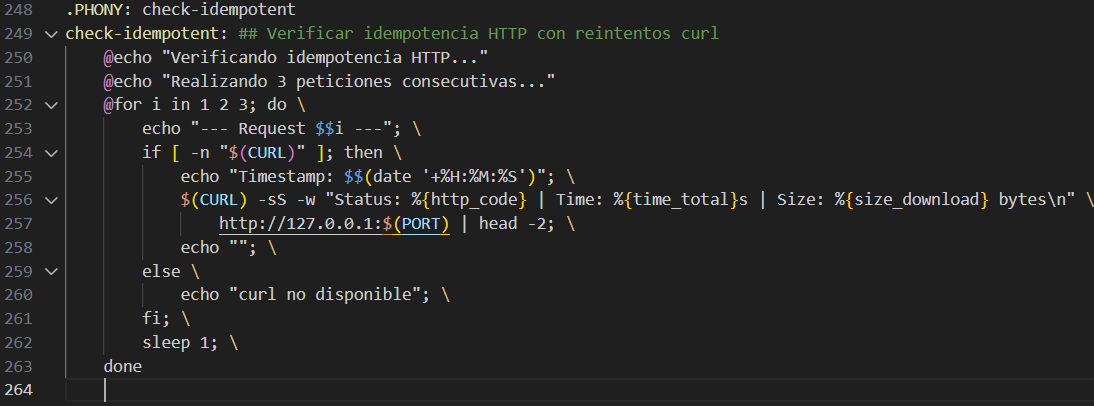 248 .PHONY: check-idempotent
249 check-idempotent: ## Verificar idempotencia HTTP con reintentos curl
250 @echo "Verificando idempotencia HTTP..."
251 @echo "Realizando 3 peticiones consecutivas..."
252 @for i in 1 2 3; do \
253 echo "--- Request $$i ---"; \
254 if [ -n "$(CURL)" ]; then \
255 echo "Timestamp: $$(date '+%H:%M:%S')"; \
256 $(CURL) -sS -w "Status: %{http_code} | Time: %{time_total}s | Size: %{size_download} bytes\n" \
257 http://127.0.0.1:$(PORT) | head -2; \
258 echo ""; \
259 else \
260 echo "curl no disponible"; \
261 fi; \
262 sleep 1; \
263 done
264